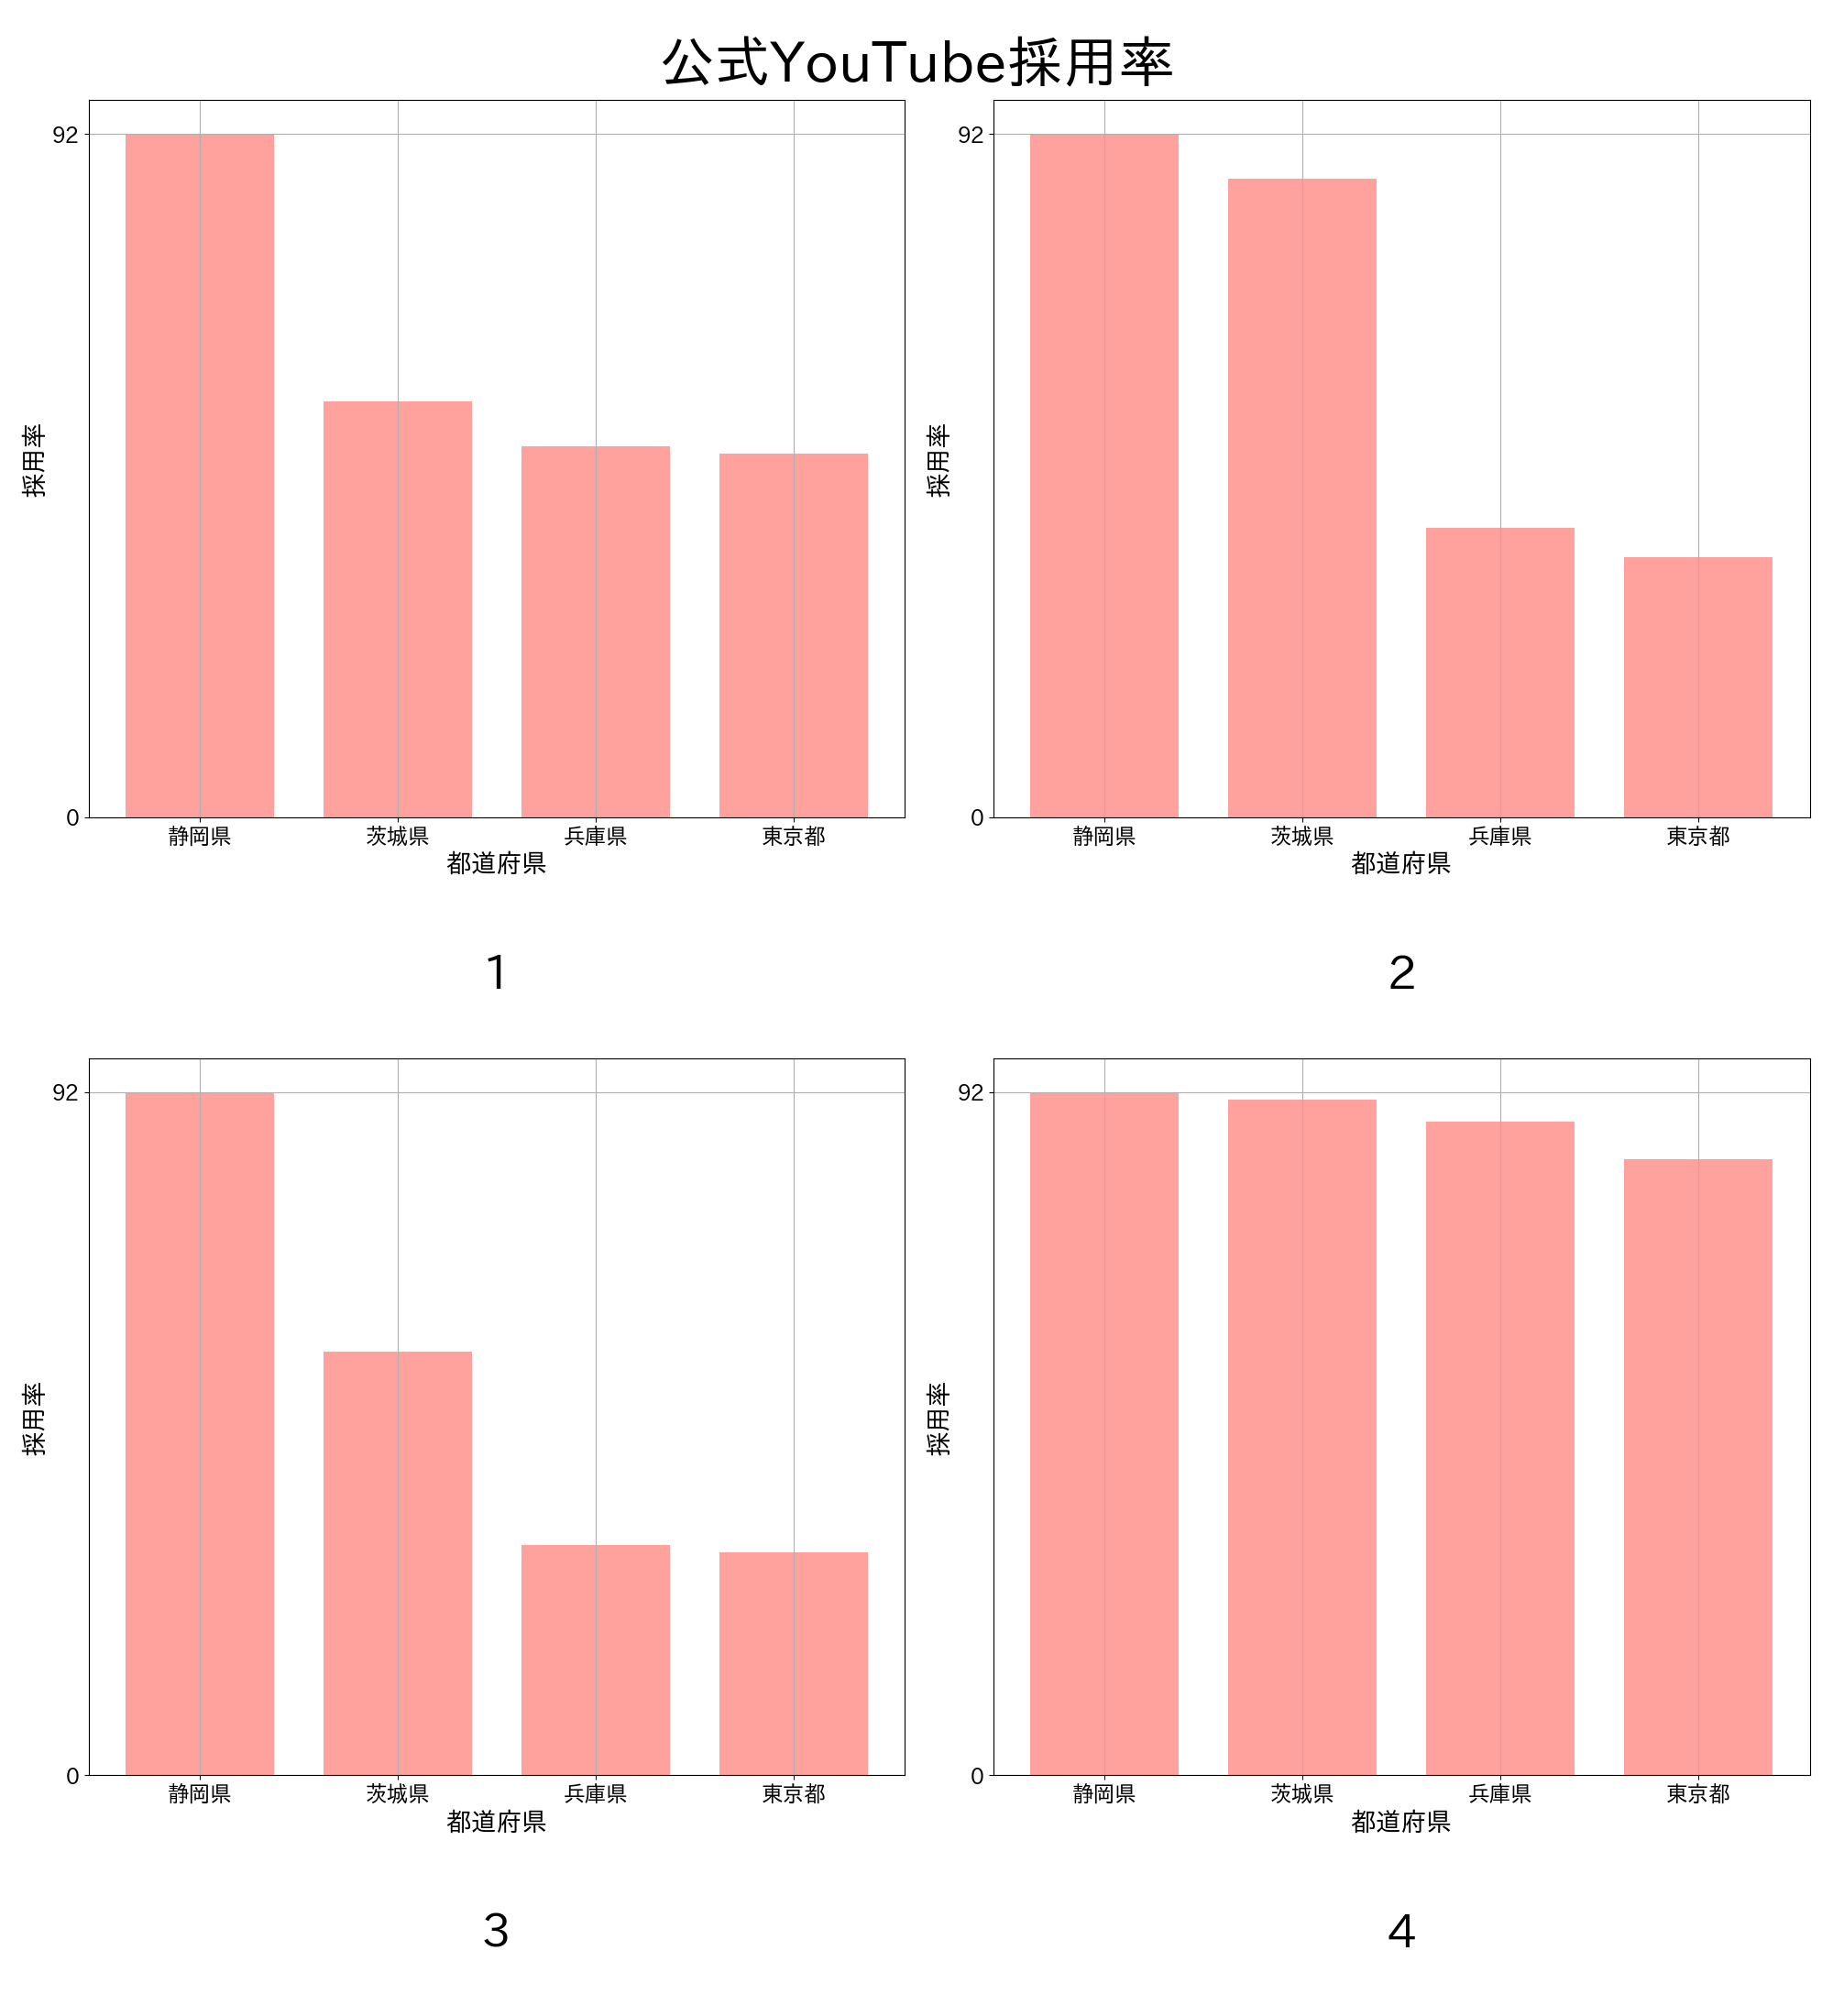 公式YouTube採用率
92
0
採用率
静岡県 茨城県 兵庫県 東京都
都道府県
1
92
0
採用率
静岡県 茨城県 兵庫県 東京都
都道府県
2
92
0
採用率
静岡県 茨城県 兵庫県 東京都
都道府県
3
92
0
採用率
静岡県 茨城県 兵庫県 東京都
都道府県
4